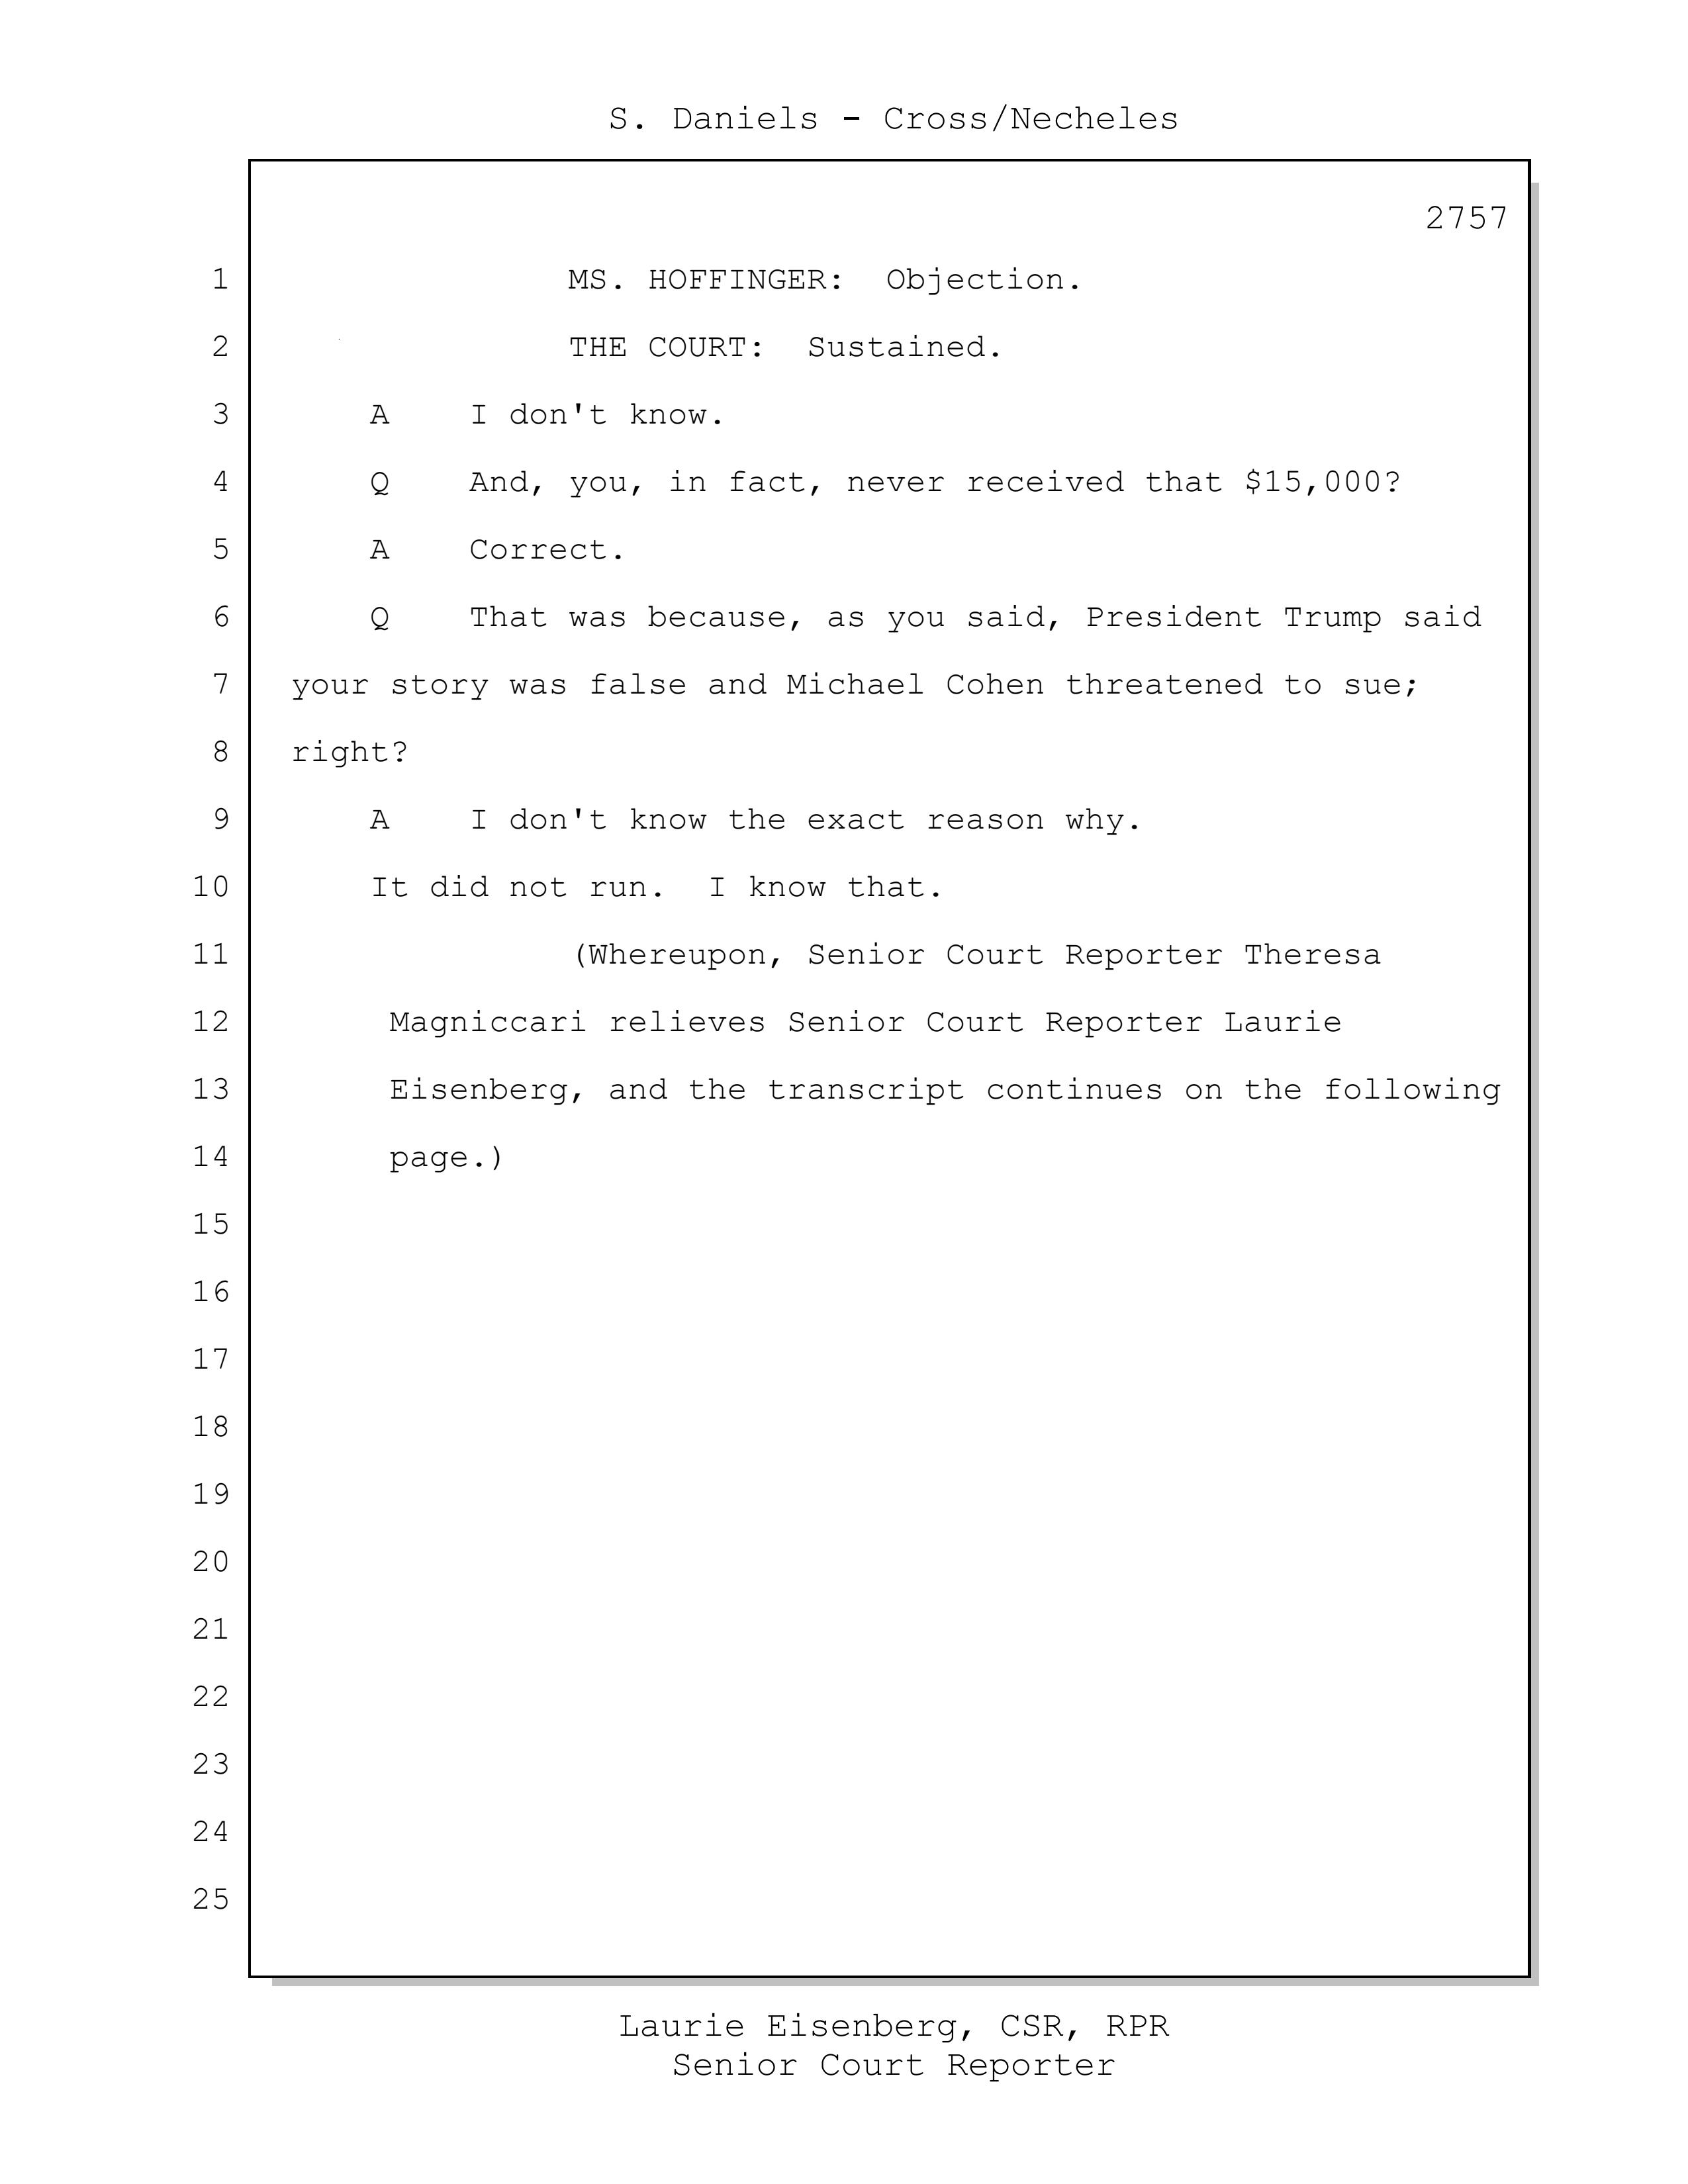 S. Daniels - Cross/Necheles
2757
1 MS. HOFFINGER: Objection.
2 THE COURT: Sustained.
3 A I don't know.
4 Q And, you, in fact, never received that $15,000?
5 A Correct.
6 Q That was because, as you said, President Trump said
7 your story was false and Michael Cohen threatened to sue;
8 right?
9 A I don't know the exact reason why.
10 It did not run. I know that.
11 (Whereupon, Senior Court Reporter Theresa
12 Magniccari relieves Senior Court Reporter Laurie
13 Eisenberg, and the transcript continues on the following
14 page.)
15
16
17
18
19
20
21
22
23
24
25
Laurie Eisenberg, CSR, RPR
Senior Court Reporter